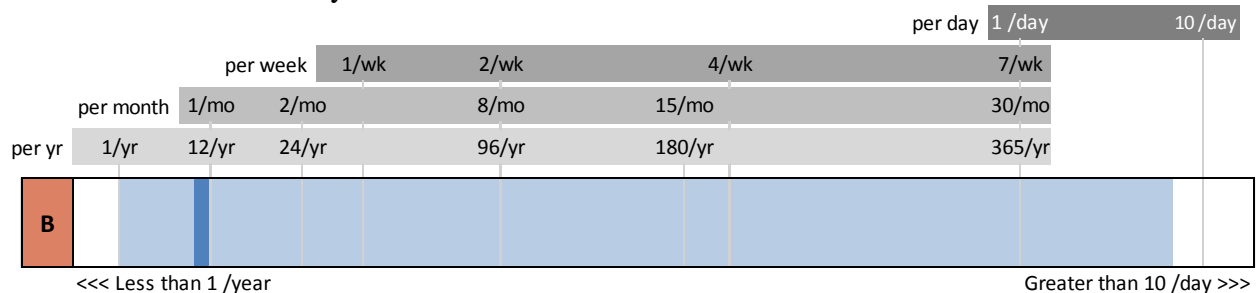 per day 1 /day 10 /day
per week 1/wk 2/wk 4/wk 7/wk
per month 1/mo 2/mo 8/mo 15/mo 30/mo
per yr 1/yr 12/yr 24/yr 96/yr 180/yr 365/yr
B
<<< Less than 1 /year Greater than 10 /day >>>